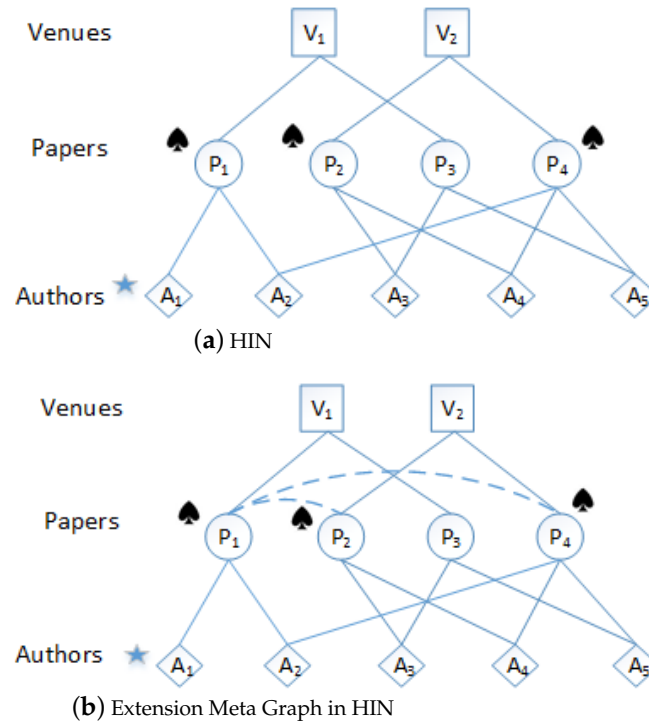 Venues V₁ V₂
Papers P₁ P₂ P₃ P₄
Authors A₁ A₂ A₃ A₄ A₅
(a) HIN
Venues V₁ V₂
Papers P₁ P₂ P₃ P₄
Authors A₁ A₂ A₃ A₄ A₅
(b) Extension Meta Graph in HIN